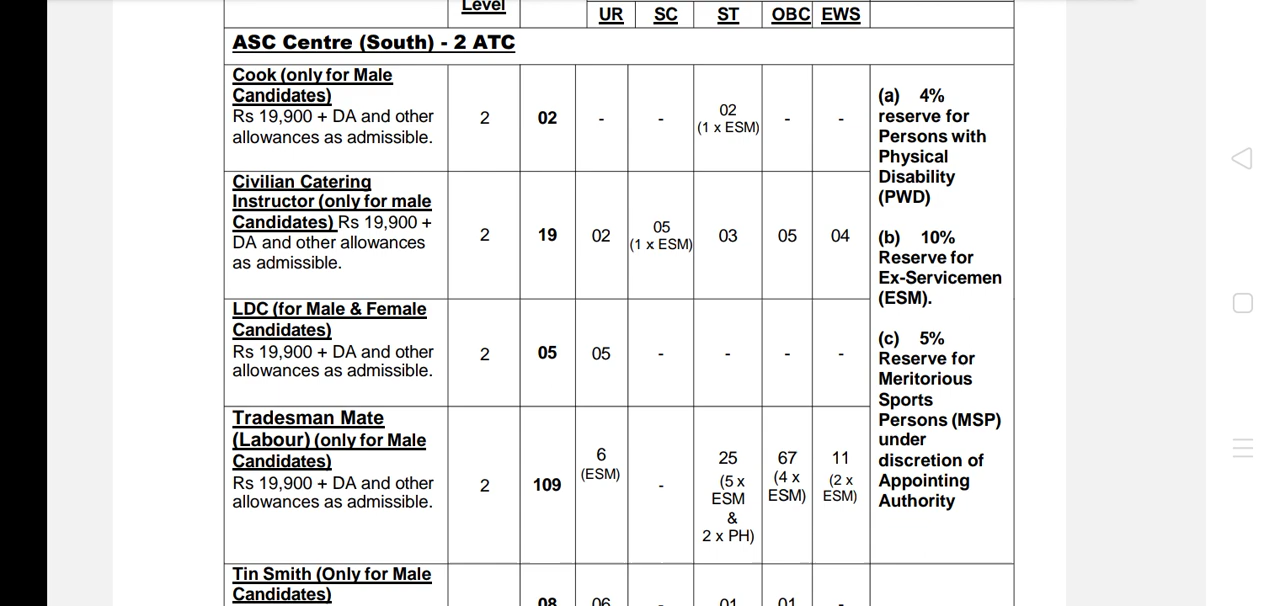 Level
UR SC ST OBC EWS
ASC Centre (South) - 2 ATC
Cook (only for Male
Candidates)
Rs 19,900 + DA and other
allowances as admissible.
2
02
-
-
02
(1 x ESM)
-
-
(a) 4%
reserve for
Persons with
Physical
Disability
(PWD)
(b) 10%
Reserve for
Ex-Servicemen
(ESM).
(c) 5%
Reserve for
Meritorious
Sports
Persons (MSP)
under
discretion of
Appointing
Authority
Civilian Catering
Instructor (only for male
Candidates) Rs 19,900 +
DA and other allowances
as admissible.
2
19
02
05
(1 x ESM)
03
05
04
LDC (for Male & Female
Candidates)
Rs 19,900 + DA and other
allowances as admissible.
2
05
05
-
-
-
-
Tradesman Mate
(Labour) (only for Male
Candidates)
Rs 19,900 + DA and other
allowances as admissible.
2
109
6
(ESM)
-
25
(5 x
ESM
&
2 x PH)
67
(4 x
ESM)
11
(2 x
ESM)
Tin Smith (Only for Male
Candidates)
08
06
-
01
01
-